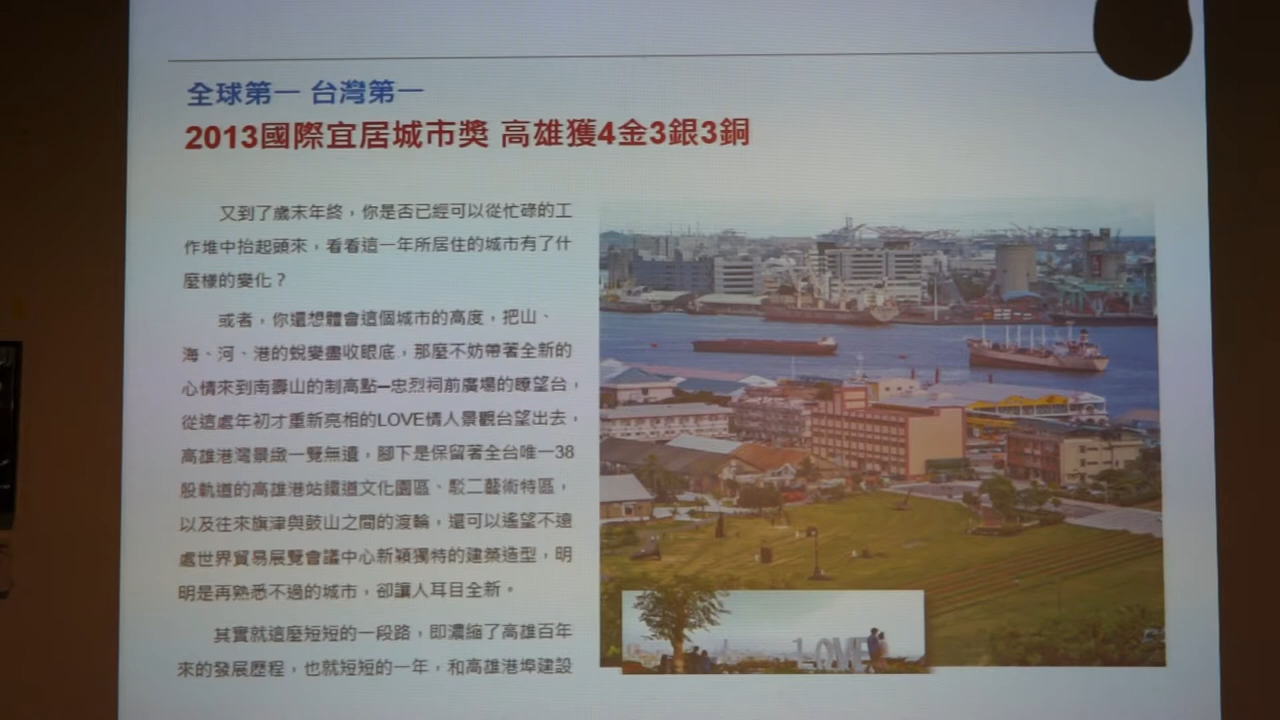 全球第一 台灣第一
2013國際宜居城市獎 高雄獲4金3銀3銅
又到了歲末年終，你是否已經可以從忙碌的工
作堆中抬起頭來，看看這一年所居住的城市有了什
麼樣的變化？
或者，你還想體會這個城市的高度，把山、
海、河、港的蛻變盡收眼底，那麼不妨帶著全新的
心情來到南壽山的制高點─忠烈祠前廣場的瞭望台，
從這處年初才重新亮相的LOVE情人景觀台望出去，
高雄港灣景緻一覽無遺，腳下是保留著全台唯一38
股軌道的高雄港站鐵道文化園區、駁二藝術特區，
以及往來旗津與鼓山之間的渡輪，還可以遙望不遠
處世界貿易展覽會議中心新穎獨特的建築造型，明
明是再熟悉不過的城市，卻讓人耳目全新。
其實就這麼短短的一段路，即濃縮了高雄百年
來的發展歷程，也就短短的一年，和高雄港埠建設
LOVE